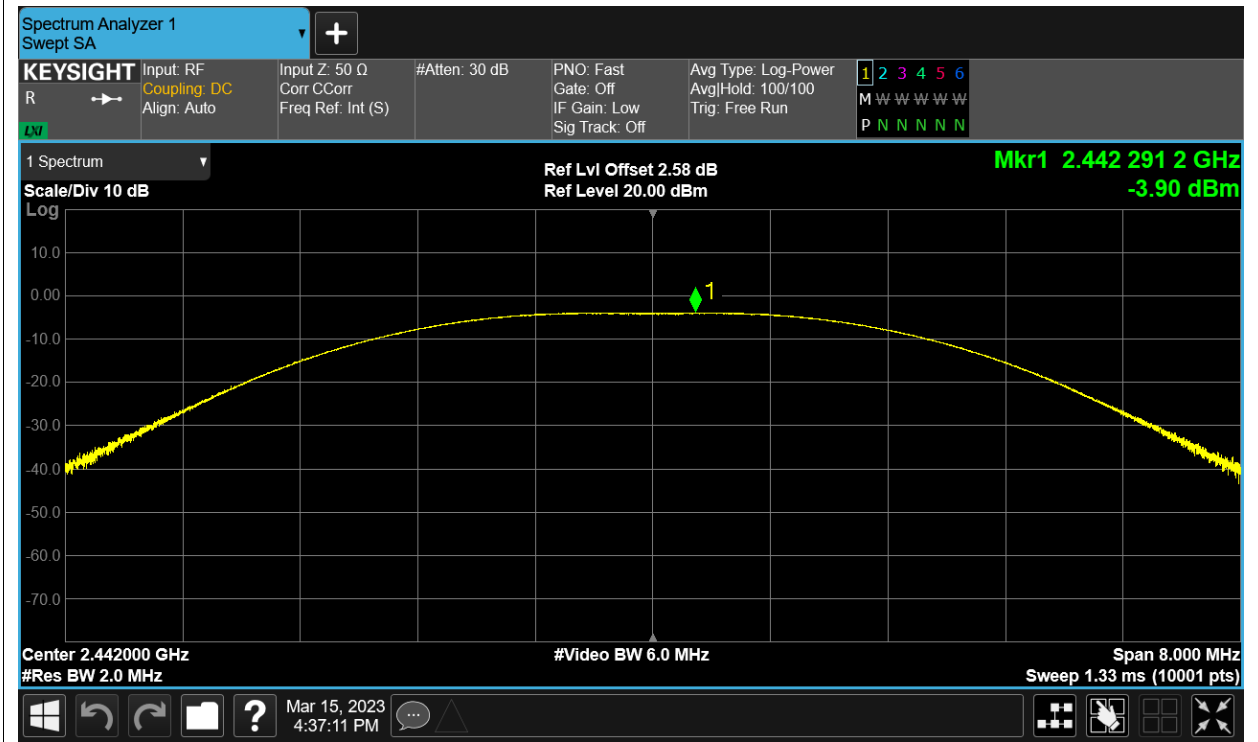 Spectrum Analyzer 1
Swept SA
+
KEYSIGHT
R
LXI
Input: RF
Coupling: DC
Align: Auto
Input Z: 50 Ω
Corr CCorr
Freq Ref: Int (S)
#Atten: 30 dB
PNO: Fast
Gate: Off
IF Gain: Low
Sig Track: Off
Avg Type: Log-Power
Avg|Hold: 100/100
Trig: Free Run
1 2 3 4 5 6
M W W W W W
P N N N N N
1 Spectrum
Scale/Div 10 dB
Log
Ref Lvl Offset 2.58 dB
Ref Level 20.00 dBm
Mkr1 2.442 291 2 GHz
-3.90 dBm
1
10.0
0.00
-10.0
-20.0
-30.0
-40.0
-50.0
-60.0
-70.0
Center 2.442000 GHz
#Res BW 2.0 MHz
#Video BW 6.0 MHz
Span 8.000 MHz
Sweep 1.33 ms (10001 pts)
?
Mar 15, 2023
4:37:11 PM